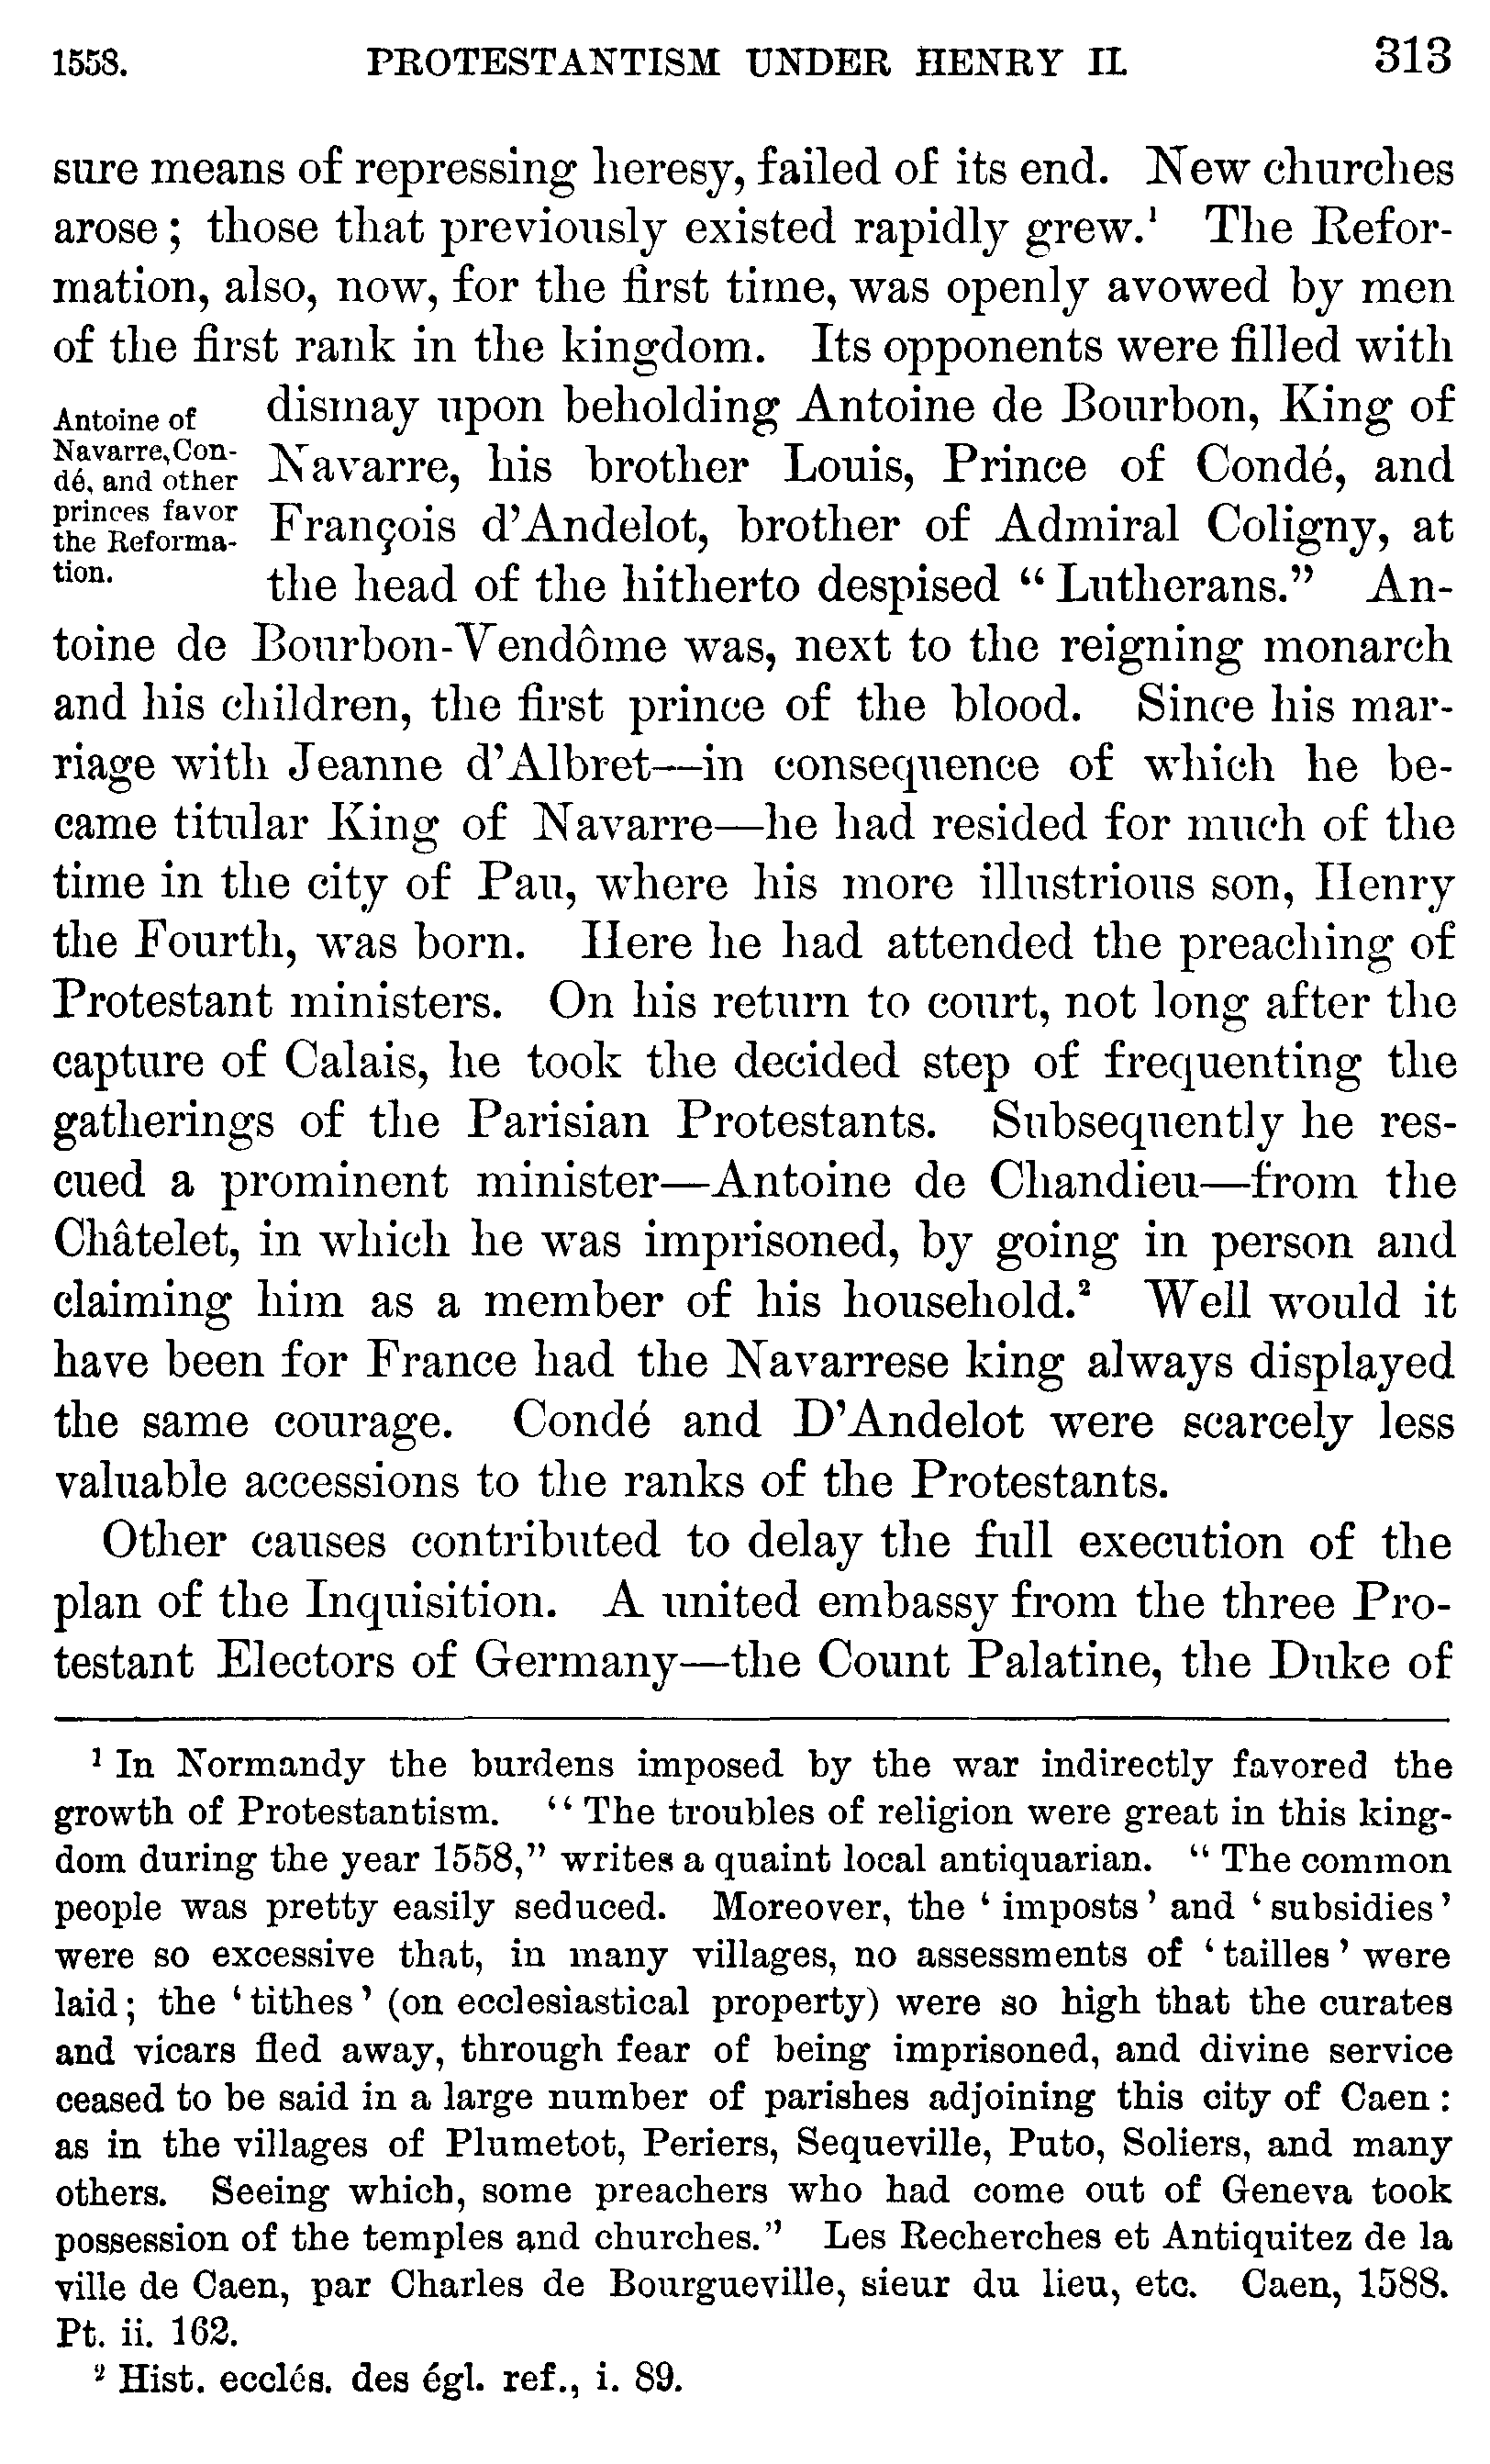 1558. PROTESTANTISM UNDER HENRY II. 313
sure means of repressing heresy, failed of its end. New churches
arose; those that previously existed rapidly grew.¹ The Refor-
mation, also, now, for the first time, was openly avowed by men
of the first rank in the kingdom. Its opponents were filled with
Antoine of
Navarre, Con-
dé, and other
princes favor
the Reforma-
tion.
dismay upon beholding Antoine de Bourbon, King of
Navarre, his brother Louis, Prince of Condé, and
François d'Andelot, brother of Admiral Coligny, at
the head of the hitherto despised “Lutherans.” An-
toine de Bourbon-Vendôme was, next to the reigning monarch
and his children, the first prince of the blood. Since his mar-
riage with Jeanne d'Albret—in consequence of which he be-
came titular King of Navarre—he had resided for much of the
time in the city of Pau, where his more illustrious son, Henry
the Fourth, was born. Here he had attended the preaching of
Protestant ministers. On his return to court, not long after the
capture of Calais, he took the decided step of frequenting the
gatherings of the Parisian Protestants. Subsequently he res-
cued a prominent minister—Antoine de Chandieu—from the
Châtelet, in which he was imprisoned, by going in person and
claiming him as a member of his household.² Well would it
have been for France had the Navarrese king always displayed
the same courage. Condé and D'Andelot were scarcely less
valuable accessions to the ranks of the Protestants.
Other causes contributed to delay the full execution of the
plan of the Inquisition. A united embassy from the three Pro-
testant Electors of Germany—the Count Palatine, the Duke of
¹ In Normandy the burdens imposed by the war indirectly favored the
growth of Protestantism. “The troubles of religion were great in this king-
dom during the year 1558,” writes a quaint local antiquarian. “The common
people was pretty easily seduced. Moreover, the ‘imposts’ and ‘subsidies’
were so excessive that, in many villages, no assessments of ‘tailles’ were
laid; the ‘tithes’ (on ecclesiastical property) were so high that the curates
and vicars fled away, through fear of being imprisoned, and divine service
ceased to be said in a large number of parishes adjoining this city of Caen:
as in the villages of Plumetot, Periers, Sequeville, Puto, Soliers, and many
others. Seeing which, some preachers who had come out of Geneva took
possession of the temples and churches.” Les Recherches et Antiquitez de la
ville de Caen, par Charles de Bourgueville, sieur du lieu, etc. Caen, 1588.
Pt. ii. 162.
² Hist. ecclés. des égl. ref., i. 89.